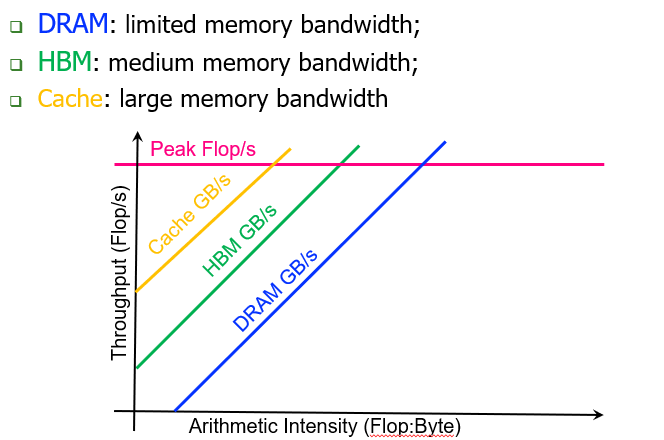 DRAM: limited memory bandwidth;
HBM: medium memory bandwidth;
Cache: large memory bandwidth
Peak Flop/s
Cache GB/s
HBM GB/s
DRAM GB/s
Throughput (Flop/s)
Arithmetic Intensity (Flop:Byte)